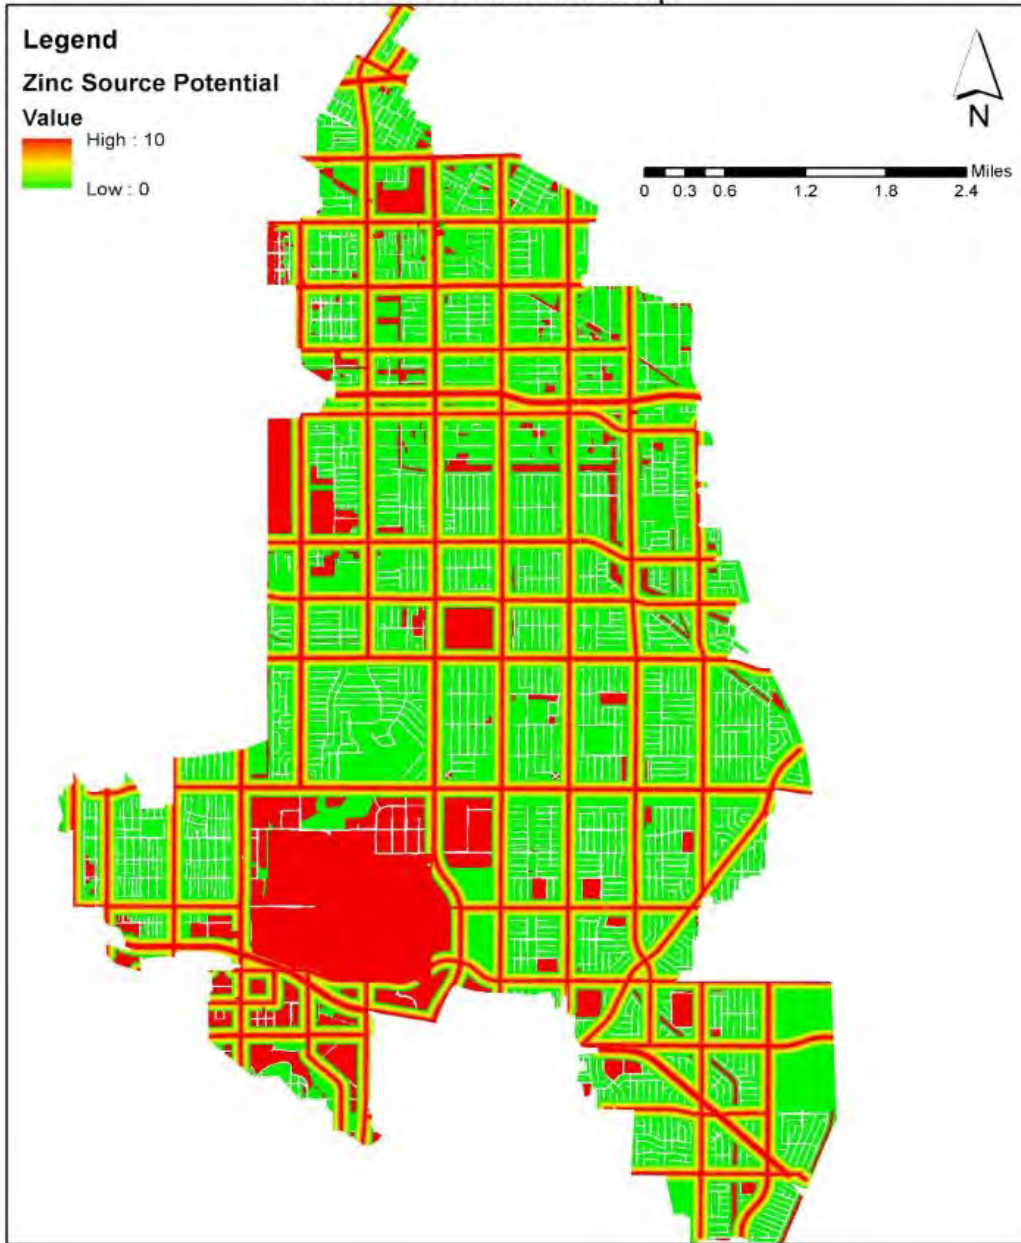 Legend
Zinc Source Potential
Value
High : 10
Low : 0
N
Miles
0 0.3 0.6 1.2 1.8 2.4